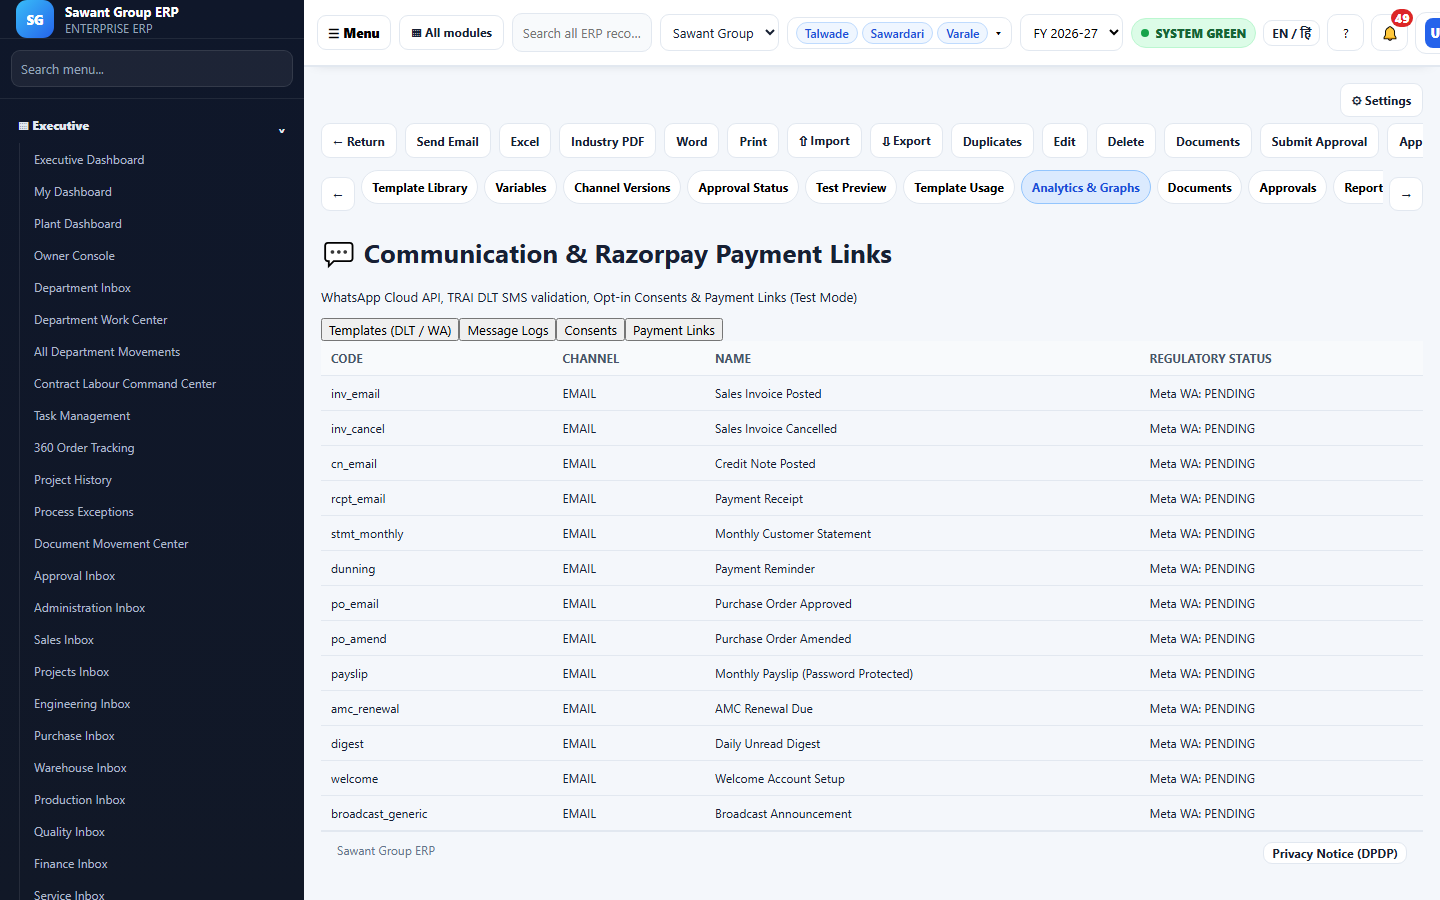 SG
Sawant Group ERP
ENTERPRISE ERP
Search menu...
Executive
Executive Dashboard
My Dashboard
Plant Dashboard
Owner Console
Department Inbox
Department Work Center
All Department Movements
Contract Labour Command Center
Task Management
360 Order Tracking
Project History
Process Exceptions
Document Movement Center
Approval Inbox
Administration Inbox
Sales Inbox
Projects Inbox
Engineering Inbox
Purchase Inbox
Warehouse Inbox
Production Inbox
Quality Inbox
Finance Inbox
Service Inbox
☰ Menu All modules Search all ERP reco... Sawant Group Talwade Sawardari Varale FY 2026-27 SYSTEM GREEN EN / हिं ? 49 U
⚙ Settings
← Return Send Email Excel Industry PDF Word Print ⇧ Import ⇩ Export Duplicates Edit Delete Documents Submit Approval App
← Template Library Variables Channel Versions Approval Status Test Preview Template Usage Analytics & Graphs Documents Approvals Report →
Communication & Razorpay Payment Links
WhatsApp Cloud API, TRAI DLT SMS validation, Opt-in Consents & Payment Links (Test Mode)
Templates (DLT / WA) Message Logs Consents Payment Links
CODE CHANNEL NAME REGULATORY STATUS
inv_email EMAIL Sales Invoice Posted Meta WA: PENDING
inv_cancel EMAIL Sales Invoice Cancelled Meta WA: PENDING
cn_email EMAIL Credit Note Posted Meta WA: PENDING
rcpt_email EMAIL Payment Receipt Meta WA: PENDING
stmt_monthly EMAIL Monthly Customer Statement Meta WA: PENDING
dunning EMAIL Payment Reminder Meta WA: PENDING
po_email EMAIL Purchase Order Approved Meta WA: PENDING
po_amend EMAIL Purchase Order Amended Meta WA: PENDING
payslip EMAIL Monthly Payslip (Password Protected) Meta WA: PENDING
amc_renewal EMAIL AMC Renewal Due Meta WA: PENDING
digest EMAIL Daily Unread Digest Meta WA: PENDING
welcome EMAIL Welcome Account Setup Meta WA: PENDING
broadcast_generic EMAIL Broadcast Announcement Meta WA: PENDING
Sawant Group ERP Privacy Notice (DPDP)